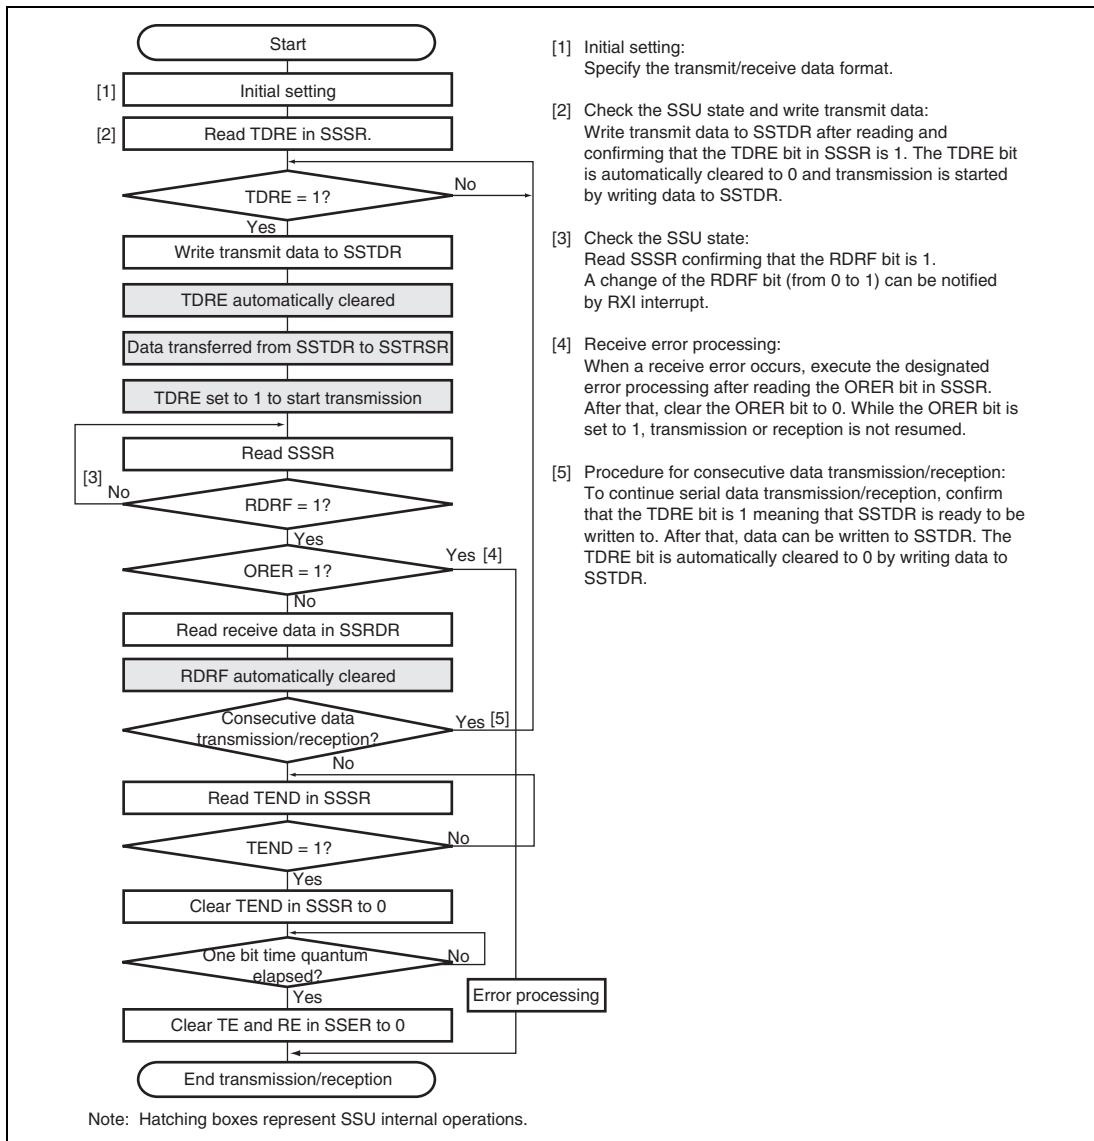 Start
[1] Initial setting
[2] Read TDRE in SSSR.
TDRE = 1?
No
Yes
Write transmit data to SSTDR
TDRE automatically cleared
Data transferred from SSTDR to SSTRSR
TDRE set to 1 to start transmission
Read SSSR
[3]
No
RDRF = 1?
Yes
Yes [4]
ORER = 1?
No
Read receive data in SSRDR
RDRF automatically cleared
Consecutive data
transmission/reception?
Yes [5]
No
Read TEND in SSSR
TEND = 1?
No
Yes
Clear TEND in SSSR to 0
One bit time quantum
elapsed?
No
Yes
Error processing
Clear TE and RE in SSER to 0
End transmission/reception
[1] Initial setting:
Specify the transmit/receive data format.
[2] Check the SSU state and write transmit data:
Write transmit data to SSTDR after reading and
confirming that the TDRE bit in SSSR is 1. The TDRE bit
is automatically cleared to 0 and transmission is started
by writing data to SSTDR.
[3] Check the SSU state:
Read SSSR confirming that the RDRF bit is 1.
A change of the RDRF bit (from 0 to 1) can be notified
by RXI interrupt.
[4] Receive error processing:
When a receive error occurs, execute the designated
error processing after reading the ORER bit in SSSR.
After that, clear the ORER bit to 0. While the ORER bit is
set to 1, transmission or reception is not resumed.
[5] Procedure for consecutive data transmission/reception:
To continue serial data transmission/reception, confirm
that the TDRE bit is 1 meaning that SSTDR is ready to be
written to. After that, data can be written to SSTDR. The
TDRE bit is automatically cleared to 0 by writing data to
SSTDR.
Note: Hatching boxes represent SSU internal operations.